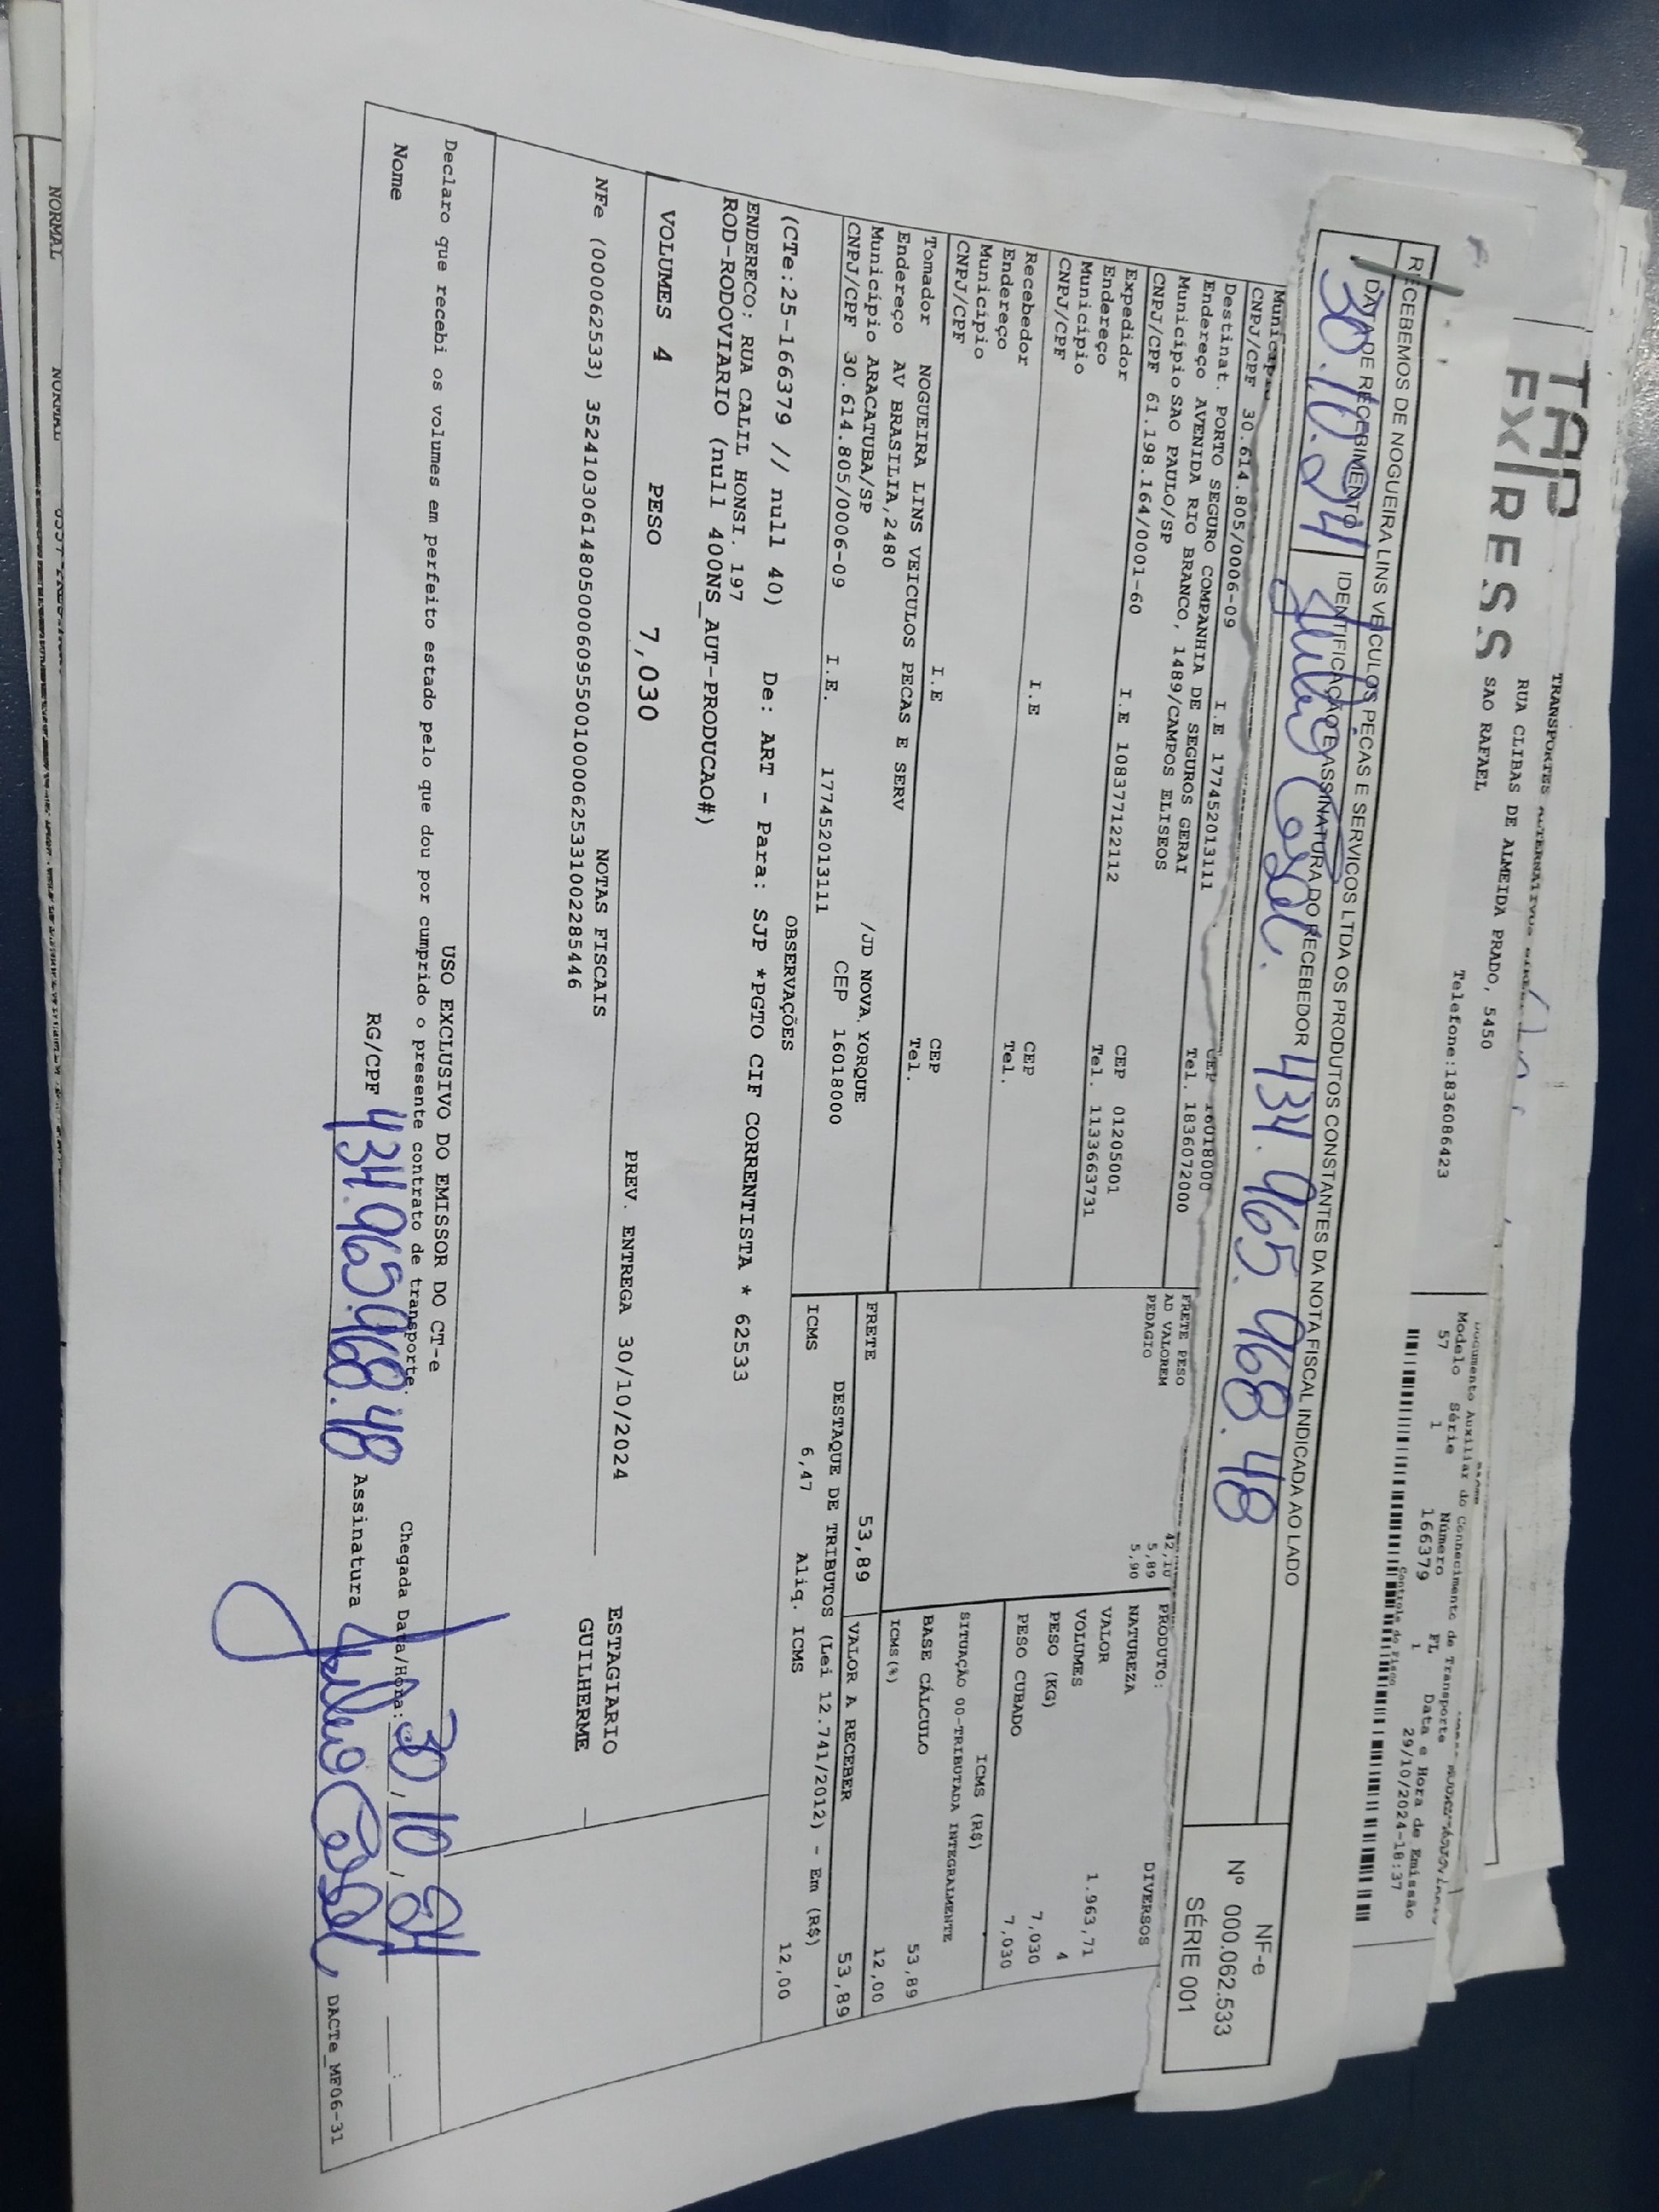 TAP
EXPRESS
TRANSPORTES
RUA CLIBAS DE ALMEIDA PRADO, 5450
SAO RAFAEL
Telefone:1836086423
Documento Auxiliar do Conhecimento de Transporte
Modelo Série Número FL Data e Hora de Emissão
57 1 166379 1 29/10/2024-18:37
Controle do Fisco
RECEBEMOS DE NOGUEIRA LINS VEICULOS PEÇAS E SERVICOS LTDA OS PRODUTOS CONSTANTES DA NOTA FISCAL INDICADA AO LADO
DATA DE RECEBIMENTO IDENTIFICAÇÃO E ASSINATURA DO RECEBEDOR
30.10.24 434.965.968.48
NF-e
Nº 000.062.533
SÉRIE 001
Município
CNPJ/CPF 30.614.805/0006-09 I.E 177452013111 CEP 16018000
Destinat. PORTO SEGURO COMPANHIA DE SEGUROS GERAI Tel. 1836072000
Endereço AVENIDA RIO BRANCO, 1489/CAMPOS ELISEOS
Município SAO PAULO/SP CEP 01205001
CNPJ/CPF 61.198.164/0001-60 I.E 108377122112 Tel. 1133663731
Expedidor
Endereço
Município CEP
CNPJ/CPF I.E Tel.
Recebedor
Endereço
Município CEP
CNPJ/CPF I.E Tel.
Tomador NOGUEIRA LINS VEICULOS PECAS E SERV
Endereço AV BRASILIA,2480 /JD NOVA YORQUE
Município ARACATUBA/SP CEP 16018000
CNPJ/CPF 30.614.805/0006-09 I.E. 177452013111
FRETE PESO 42,10
AD VALOREM 5,89
PEDAGIO 5,90
PRODUTO:
NATUREZA DIVERSOS
VALOR 1.963,71
VOLUMES 4
PESO (KG) 7,030
PESO CUBADO 7,030
ICMS (R$)
SITUAÇÃO 00-TRIBUTADA INTEGRALMENTE
BASE CÁLCULO 53,89
ICMS(%) 12,00
FRETE 53,89 VALOR A RECEBER 53,89
DESTAQUE DE TRIBUTOS (Lei 12.741/2012) - Em (R$)
ICMS 6,47 Aliq. ICMS 12,00
OBSERVAÇÕES
(CTe:25-166379 // null 40) De: ART - Para: SJP *PGTO CIF CORRENTISTA * 62533
ENDERECO: RUA CALIL HONSI. 197
ROD-RODOVIARIO (null 400NS_AUT-PRODUCAO#)
VOLUMES 4 PESO 7,030 PREV. ENTREGA 30/10/2024
ESTAGIARIO
GUILHERME
NOTAS FISCAIS
NFe (000062533) 35241030614805000609550010000625331002285446
USO EXCLUSIVO DO EMISSOR DO CT-e
Declaro que recebi os volumes em perfeito estado pelo que dou por cumprido o presente contrato de transporte.
Chegada Data/Hora: 30/10/24
Nome RG/CPF 434.965.968.48 Assinatura
DACTe_MF06-31
NORMAL NORMAL